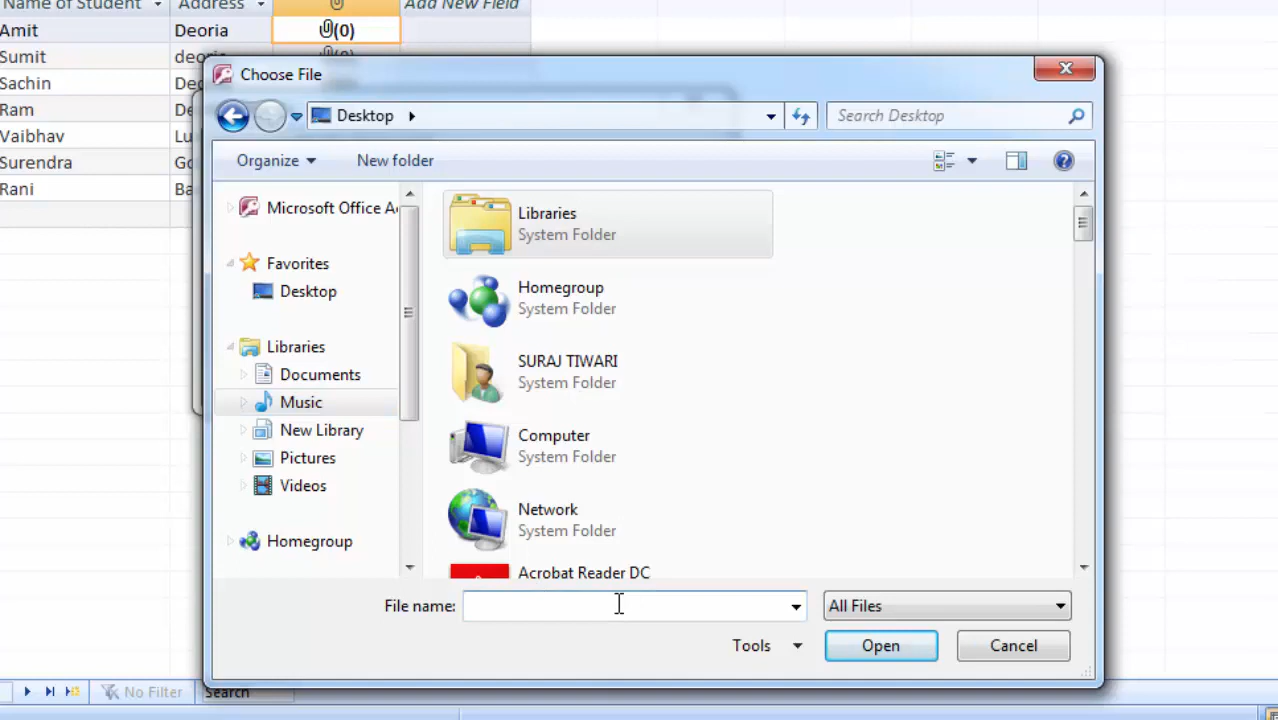 Name of Student Address Add New Field
Amit Deoria (0)
Sumit
Sachin
Ram
Vaibhav
Surendra
Rani
Choose File
Desktop
Search Desktop
Organize New folder
Microsoft Office A
Favorites
Desktop
Libraries
Documents
Music
New Library
Pictures
Videos
Homegroup
Libraries
System Folder
Homegroup
System Folder
SURAJ TIWARI
System Folder
Computer
System Folder
Network
System Folder
Acrobat Reader DC
File name: All Files
Tools Open Cancel
No Filter Search